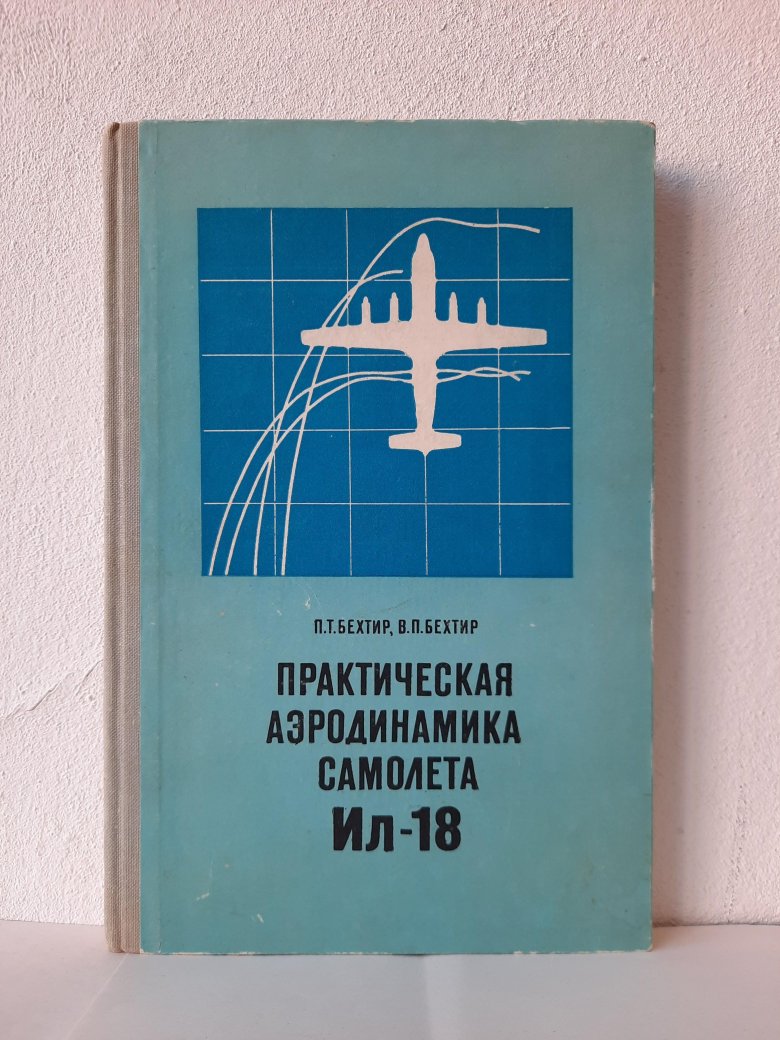 П.Т.БЕХТИР, В.П.БЕХТИР
ПРАКТИЧЕСКАЯ
АЭРОДИНАМИКА
САМОЛЕТА
Ил-18